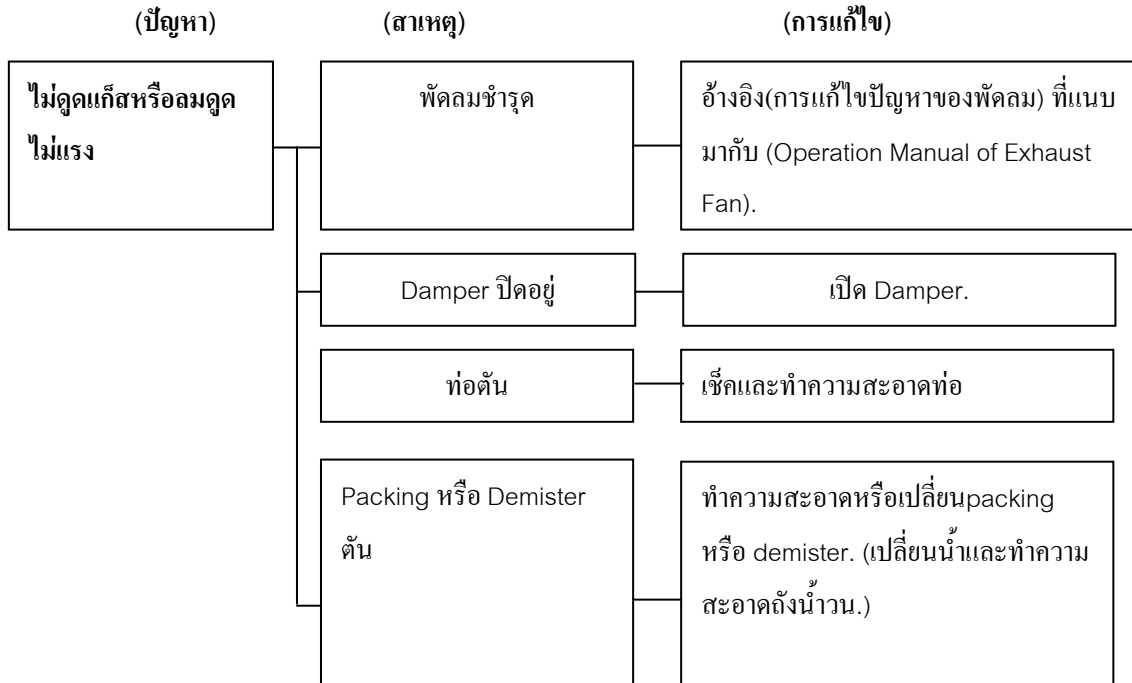 (ปัญหา) (สาเหตุ) (การแก้ไข)
ไม่ดูดแก็สหรือลมดูด
ไม่แรง
พัดลมชำรุด
อ้างอิง(การแก้ไขปัญหาของพัดลม) ที่แนบ
มากับ (Operation Manual of Exhaust
Fan).
Damper ปิดอยู่
เปิด Damper.
ท่อตัน
เช็คและทำความสะอาดท่อ
Packing หรือ Demister
ตัน
ทำความสะอาดหรือเปลี่ยนpacking
หรือ demister. (เปลี่ยนน้ำและทำความ
สะอาดถังน้ำวน.)